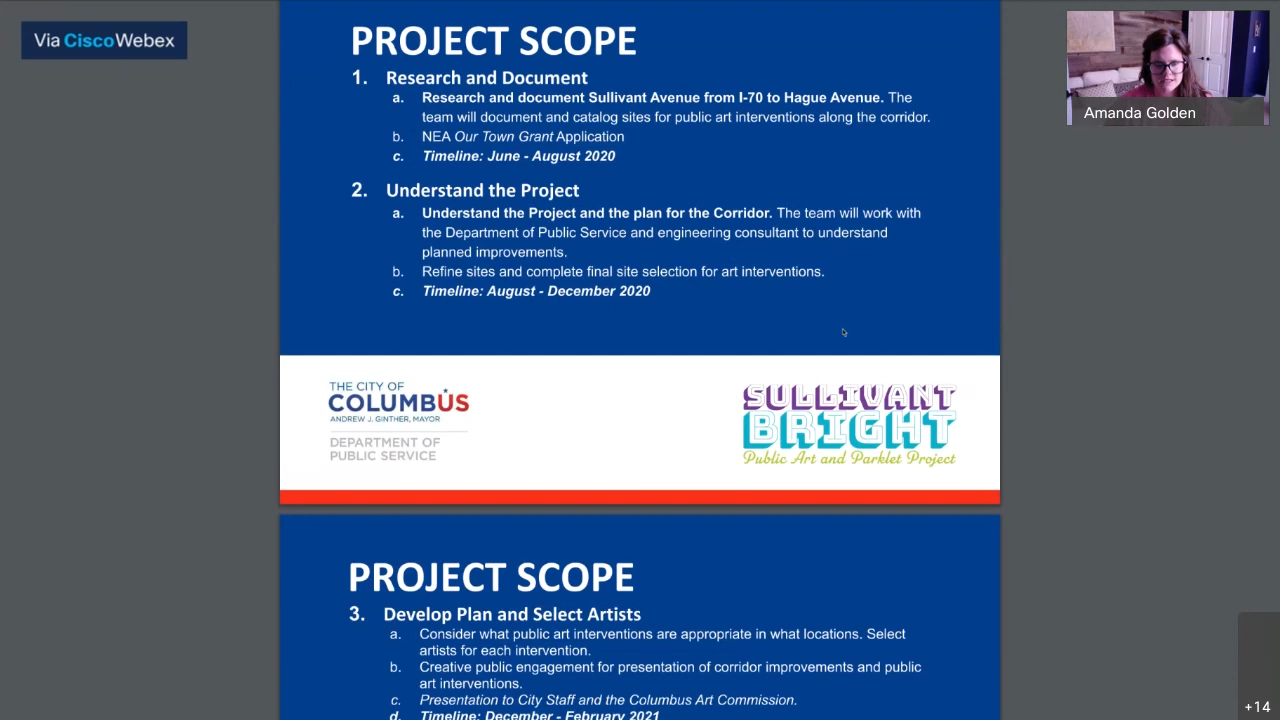 Via CiscoWebex
PROJECT SCOPE
1. Research and Document
a. Research and document Sullivant Avenue from I-70 to Hague Avenue. The
team will document and catalog sites for public art interventions along the corridor.
b. NEA Our Town Grant Application
c. Timeline: June - August 2020
2. Understand the Project
a. Understand the Project and the plan for the Corridor. The team will work with
the Department of Public Service and engineering consultant to understand
planned improvements.
b. Refine sites and complete final site selection for art interventions.
c. Timeline: August - December 2020
Amanda Golden
THE CITY OF
COLUMBUS
ANDREW J. GINTHER, MAYOR
DEPARTMENT OF
PUBLIC SERVICE
SULLIVANT
BRIGHT
Public Art and Parklet Project
PROJECT SCOPE
3. Develop Plan and Select Artists
a. Consider what public art interventions are appropriate in what locations. Select
artists for each intervention.
b. Creative public engagement for presentation of corridor improvements and public
art interventions.
c. Presentation to City Staff and the Columbus Art Commission.
d. Timeline: December - February 2021
+14